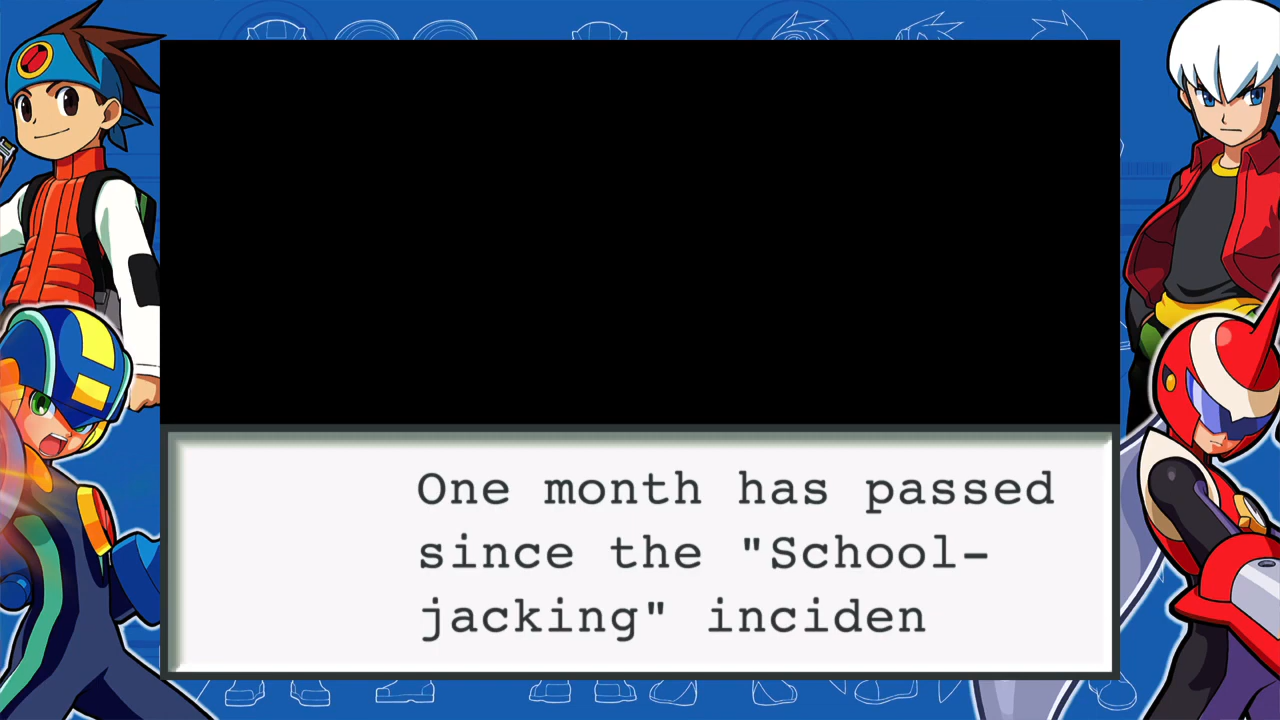 One month has passed
since the "School-
jacking" inciden